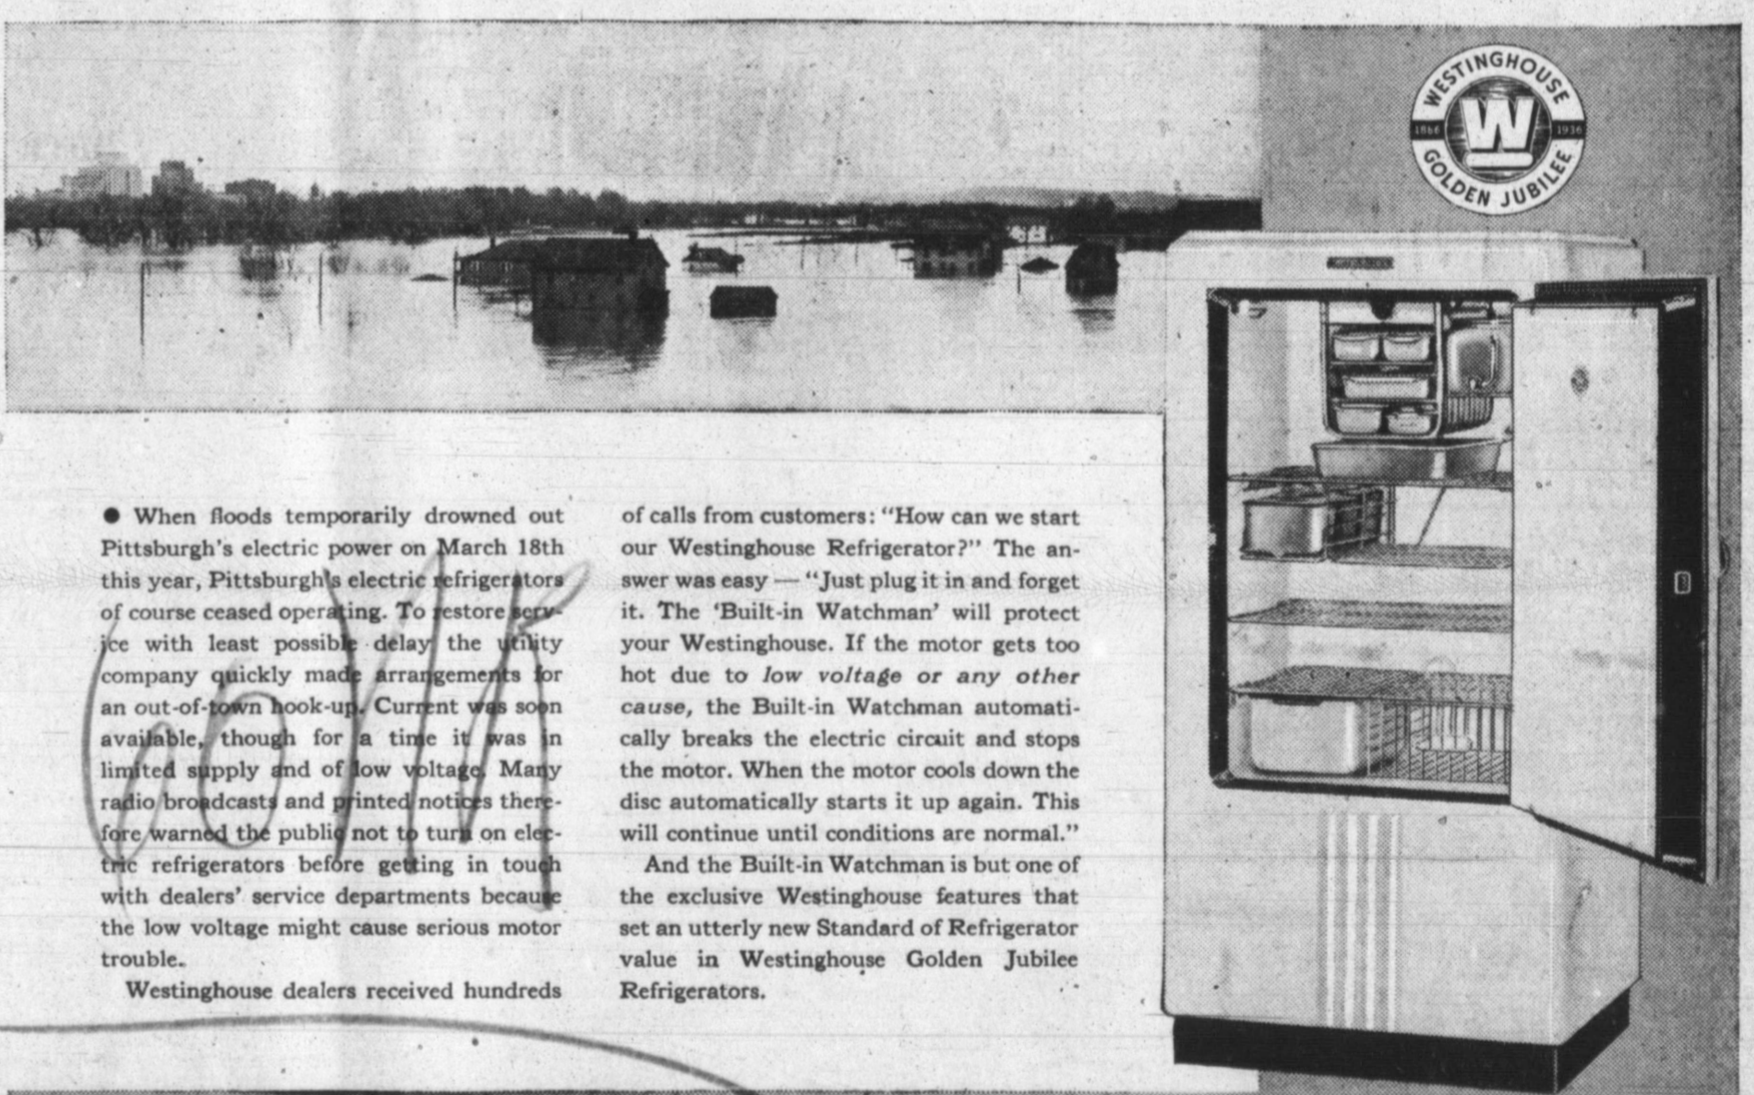 WESTINGHOUSE
1886 1936
W
GOLDEN JUBILEE
● When floods temporarily drowned out
Pittsburgh's electric power on March 18th
this year, Pittsburgh's electric refrigerators
of course ceased operating. To restore serv-
ice with least possible delay the utility
company quickly made arrangements for
an out-of-town hook-up. Current was soon
available, though for a time it was in
limited supply and of low voltage. Many
radio broadcasts and printed notices there-
fore warned the public not to turn on elec-
tric refrigerators before getting in touch
with dealers' service departments because
the low voltage might cause serious motor
trouble.
Westinghouse dealers received hundreds
of calls from customers: "How can we start
our Westinghouse Refrigerator?" The an-
swer was easy — "Just plug it in and forget
it. The 'Built-in Watchman' will protect
your Westinghouse. If the motor gets too
hot due to low voltage or any other
cause, the Built-in Watchman automati-
cally breaks the electric circuit and stops
the motor. When the motor cools down the
disc automatically starts it up again. This
will continue until conditions are normal."
And the Built-in Watchman is but one of
the exclusive Westinghouse features that
set an utterly new Standard of Refrigerator
value in Westinghouse Golden Jubilee
Refrigerators.